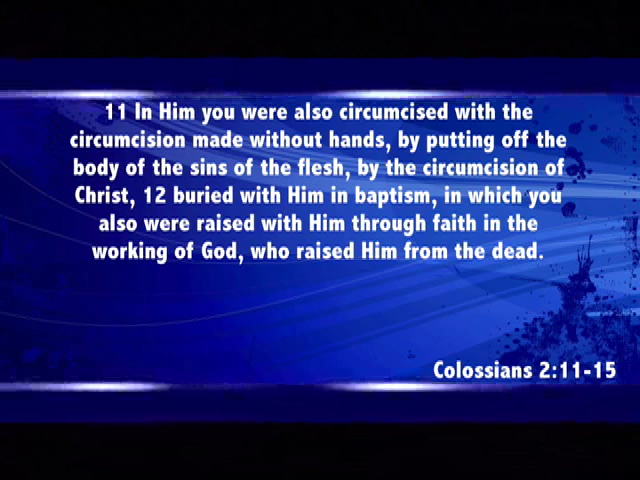 11 In Him you were also circumcised with the
circumcision made without hands, by putting off the
body of the sins of the flesh, by the circumcision of
Christ, 12 buried with Him in baptism, in which you
also were raised with Him through faith in the
working of God, who raised Him from the dead.
Colossians 2:11-15